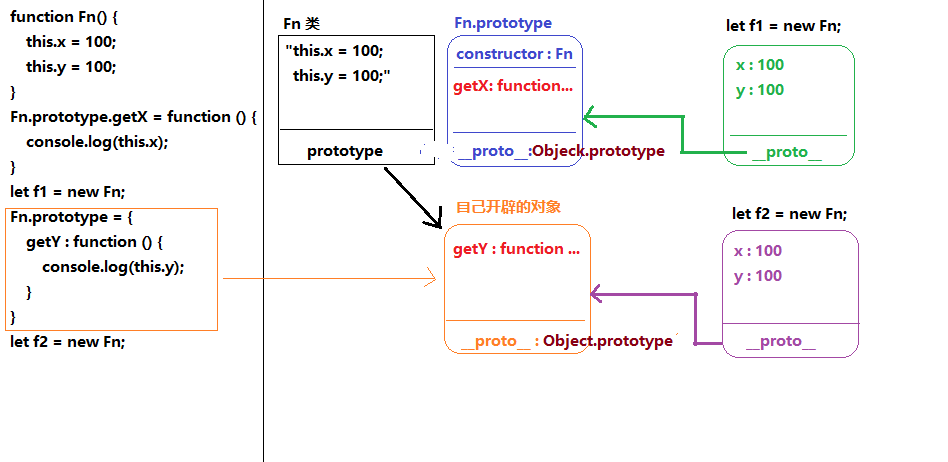 function Fn() {
this.x = 100;
this.y = 100;
}
Fn.prototype.getX = function () {
console.log(this.x);
}
let f1 = new Fn;
Fn.prototype = {
getY : function () {
console.log(this.y);
}
}
let f2 = new Fn;
Fn 类
"this.x = 100;
this.y = 100;"
prototype
Fn.prototype
constructor : Fn
getX: function...
__proto__:Objeck.prototype
let f1 = new Fn;
x : 100
y : 100
__proto__
自己开辟的对象
getY : function ...
__proto__ : Object.prototype
let f2 = new Fn;
x : 100
y : 100
__proto__